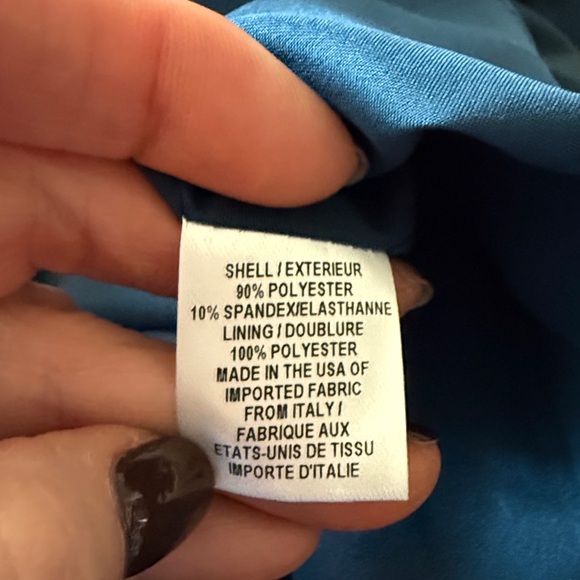 SHELL / EXTERIEUR
90% POLYESTER
10% SPANDEX/ELASTHANNE
LINING / DOUBLURE
100% POLYESTER
MADE IN THE USA OF
IMPORTED FABRIC
FROM ITALY /
FABRIQUE AUX
ETATS-UNIS DE TISSU
IMPORTE D'ITALIE